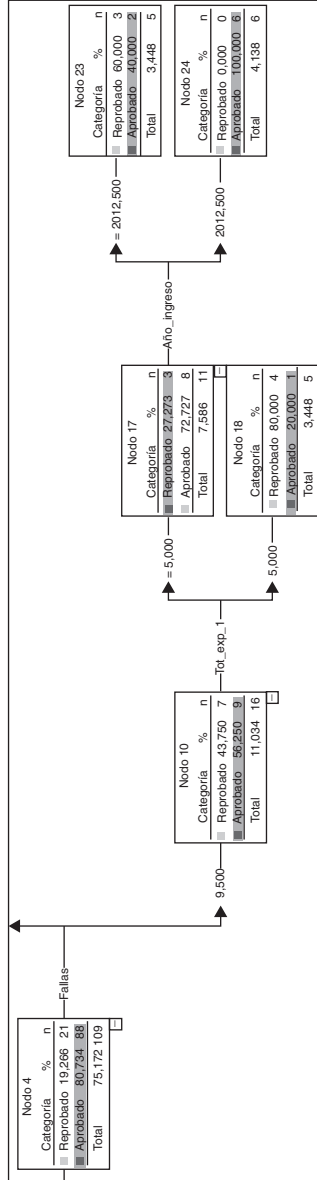 Nodo 4
Categoría % n
Reprobado 19,266 21
Aprobado 80,734 88
Total 75,172 109
Fallas
9,500
Nodo 10
Categoría % n
Reprobado 43,750 7
Aprobado 56,250 9
Total 11,034 16
Tot_exp_1
= 5,000
5,000
Nodo 17
Categoría % n
Reprobado 27,273 3
Aprobado 72,727 8
Total 7,586 11
Nodo 18
Categoría % n
Reprobado 80,000 4
Aprobado 20,000 1
Total 3,448 5
Año_ingreso
= 2012,500
2012,500
Nodo 23
Categoría % n
Reprobado 60,000 3
Aprobado 40,000 2
Total 3,448 5
Nodo 24
Categoría % n
Reprobado 0,000 0
Aprobado 100,000 6
Total 4,138 6